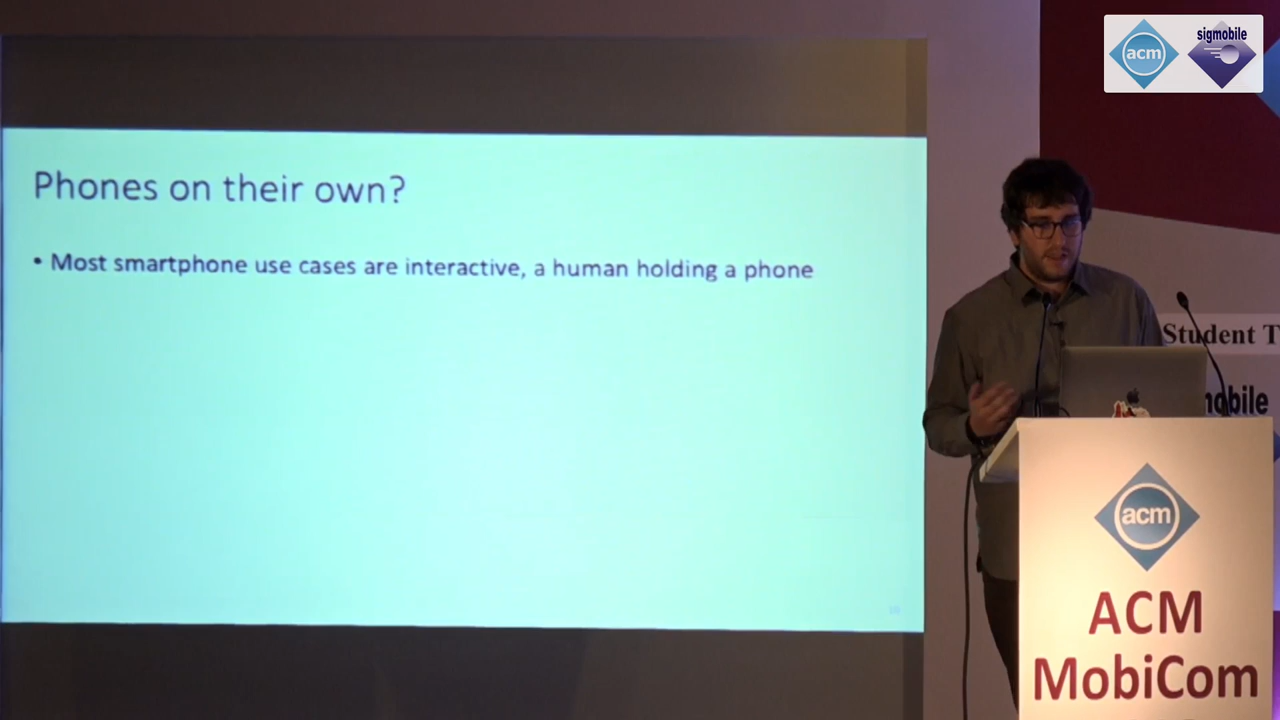 acm
sigmobile
Phones on their own?
• Most smartphone use cases are interactive, a human holding a phone
Student T
mobile
acm
ACM
MobiCom